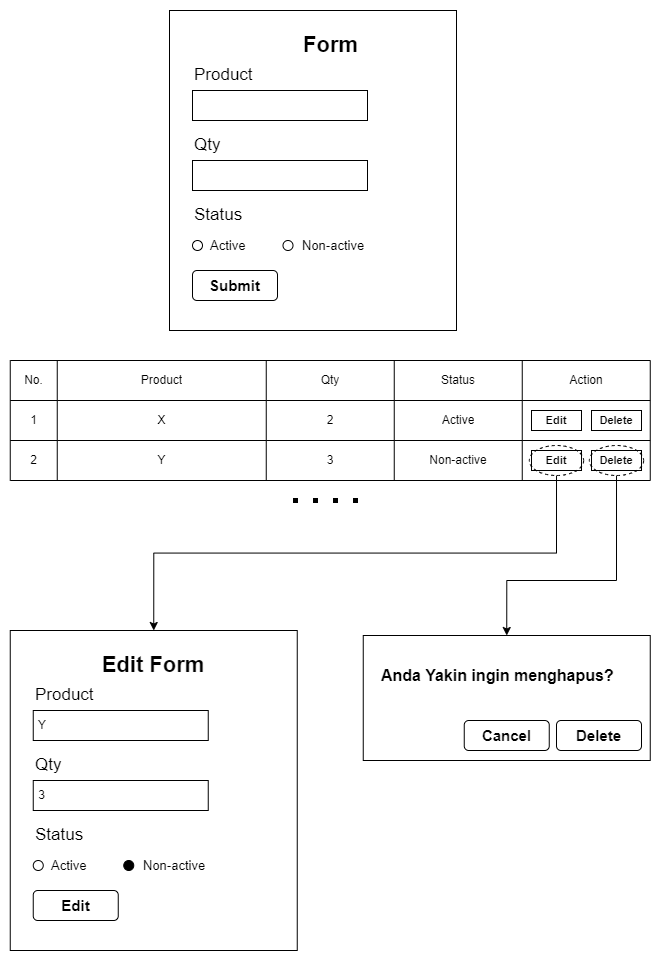 Form
Product
Qty
Status
Active Non-active
Submit
No. Product Qty Status Action
1 X 2 Active Edit Delete
2 Y 3 Non-active Edit Delete
Edit Form
Product
Y
Qty
3
Status
Active Non-active
Edit
Anda Yakin ingin menghapus?
Cancel Delete